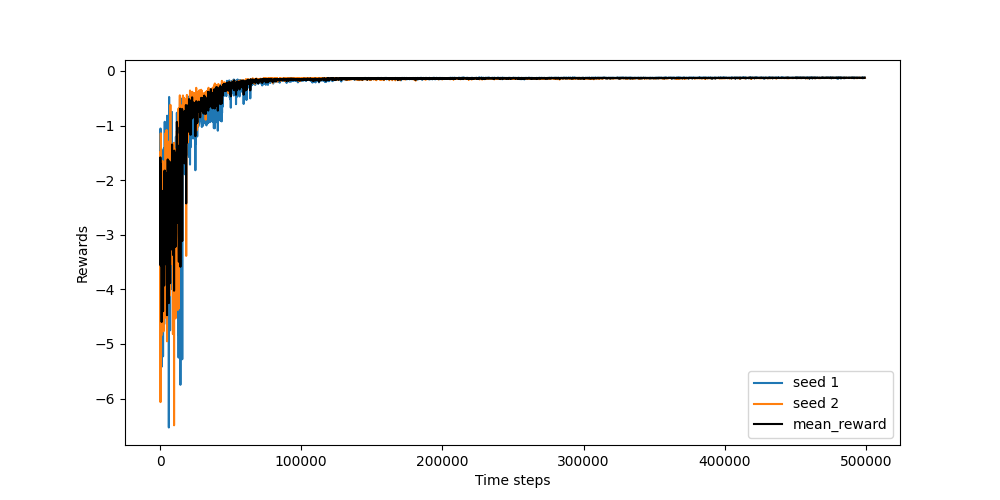 0
−1
−2
−3
−4
−5
−6
Rewards
0
100000
200000
300000
400000
500000
Time steps
seed 1
seed 2
mean_reward